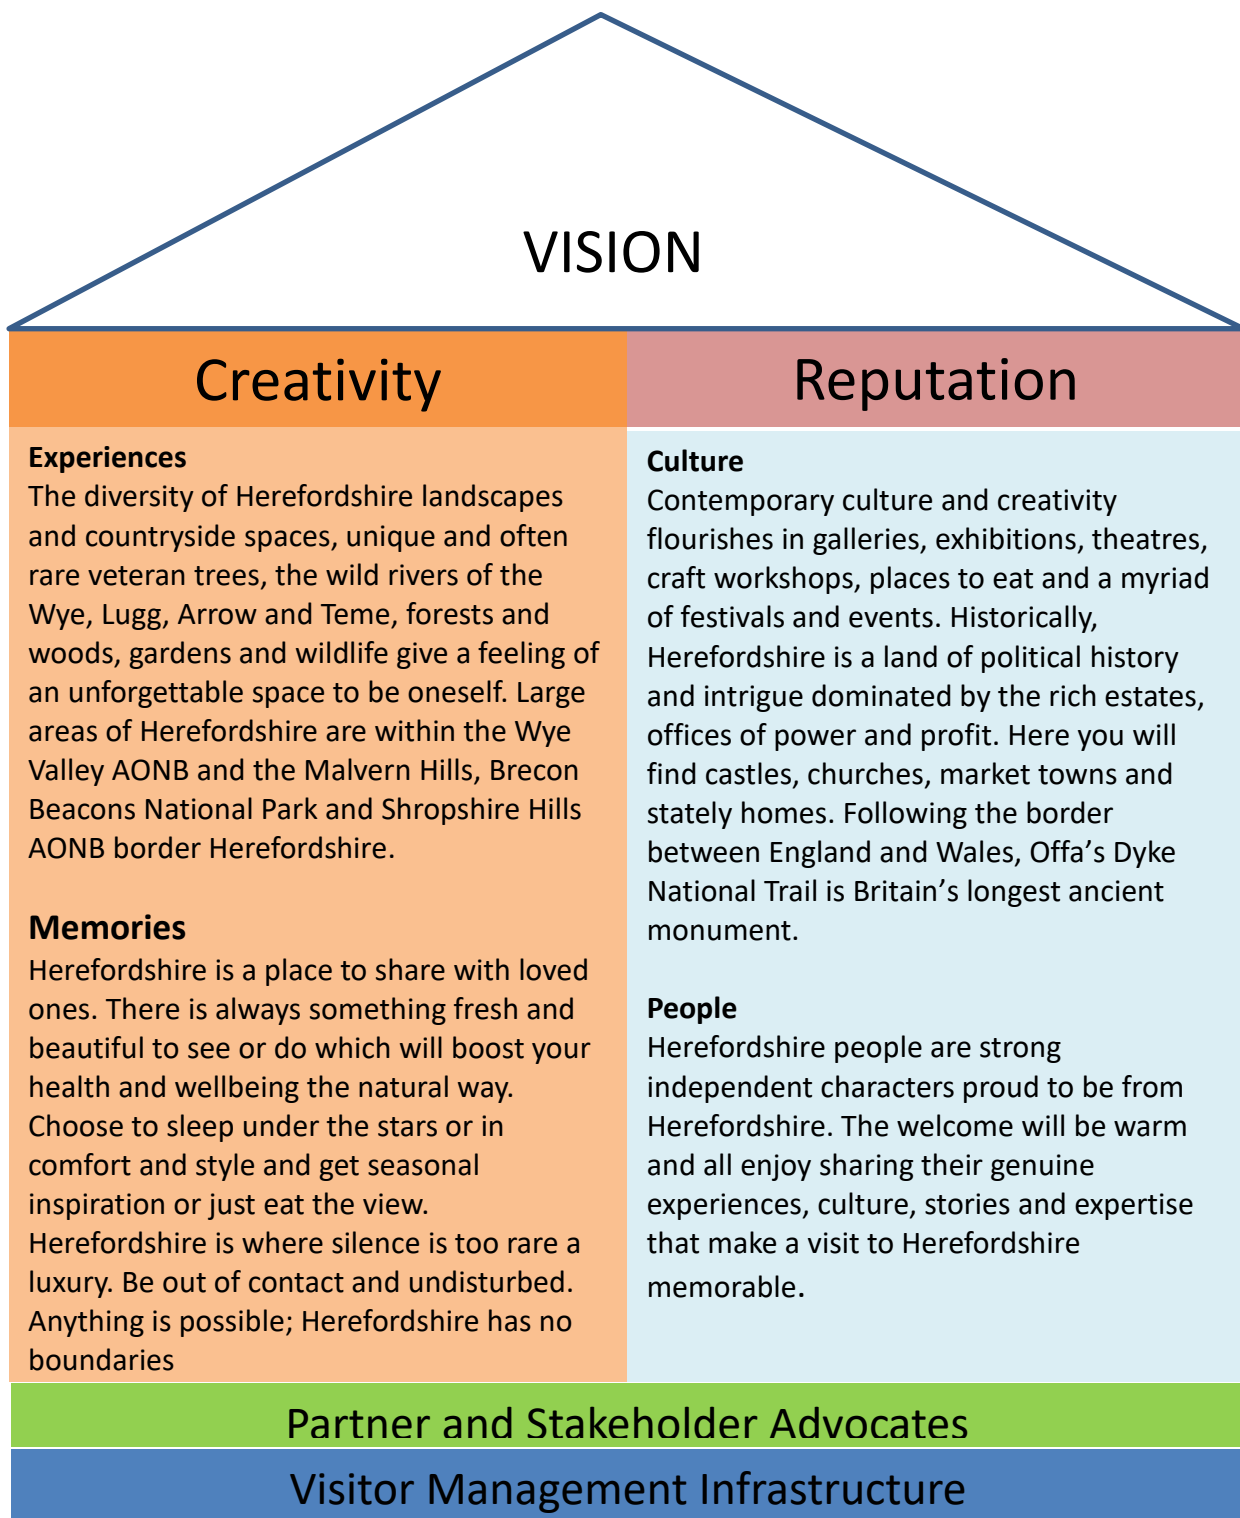 VISION
Creativity
Experiences
The diversity of Herefordshire landscapes
and countryside spaces, unique and often
rare veteran trees, the wild rivers of the
Wye, Lugg, Arrow and Teme, forests and
woods, gardens and wildlife give a feeling of
an unforgettable space to be oneself. Large
areas of Herefordshire are within the Wye
Valley AONB and the Malvern Hills, Brecon
Beacons National Park and Shropshire Hills
AONB border Herefordshire.
Memories
Herefordshire is a place to share with loved
ones. There is always something fresh and
beautiful to see or do which will boost your
health and wellbeing the natural way.
Choose to sleep under the stars or in
comfort and style and get seasonal
inspiration or just eat the view.
Herefordshire is where silence is too rare a
luxury. Be out of contact and undisturbed.
Anything is possible; Herefordshire has no
boundaries
Reputation
Culture
Contemporary culture and creativity
flourishes in galleries, exhibitions, theatres,
craft workshops, places to eat and a myriad
of festivals and events. Historically,
Herefordshire is a land of political history
and intrigue dominated by the rich estates,
offices of power and profit. Here you will
find castles, churches, market towns and
stately homes. Following the border
between England and Wales, Offa’s Dyke
National Trail is Britain’s longest ancient
monument.
People
Herefordshire people are strong
independent characters proud to be from
Herefordshire. The welcome will be warm
and all enjoy sharing their genuine
experiences, culture, stories and expertise
that make a visit to Herefordshire
memorable.
Partner and Stakeholder Advocates
Visitor Management Infrastructure